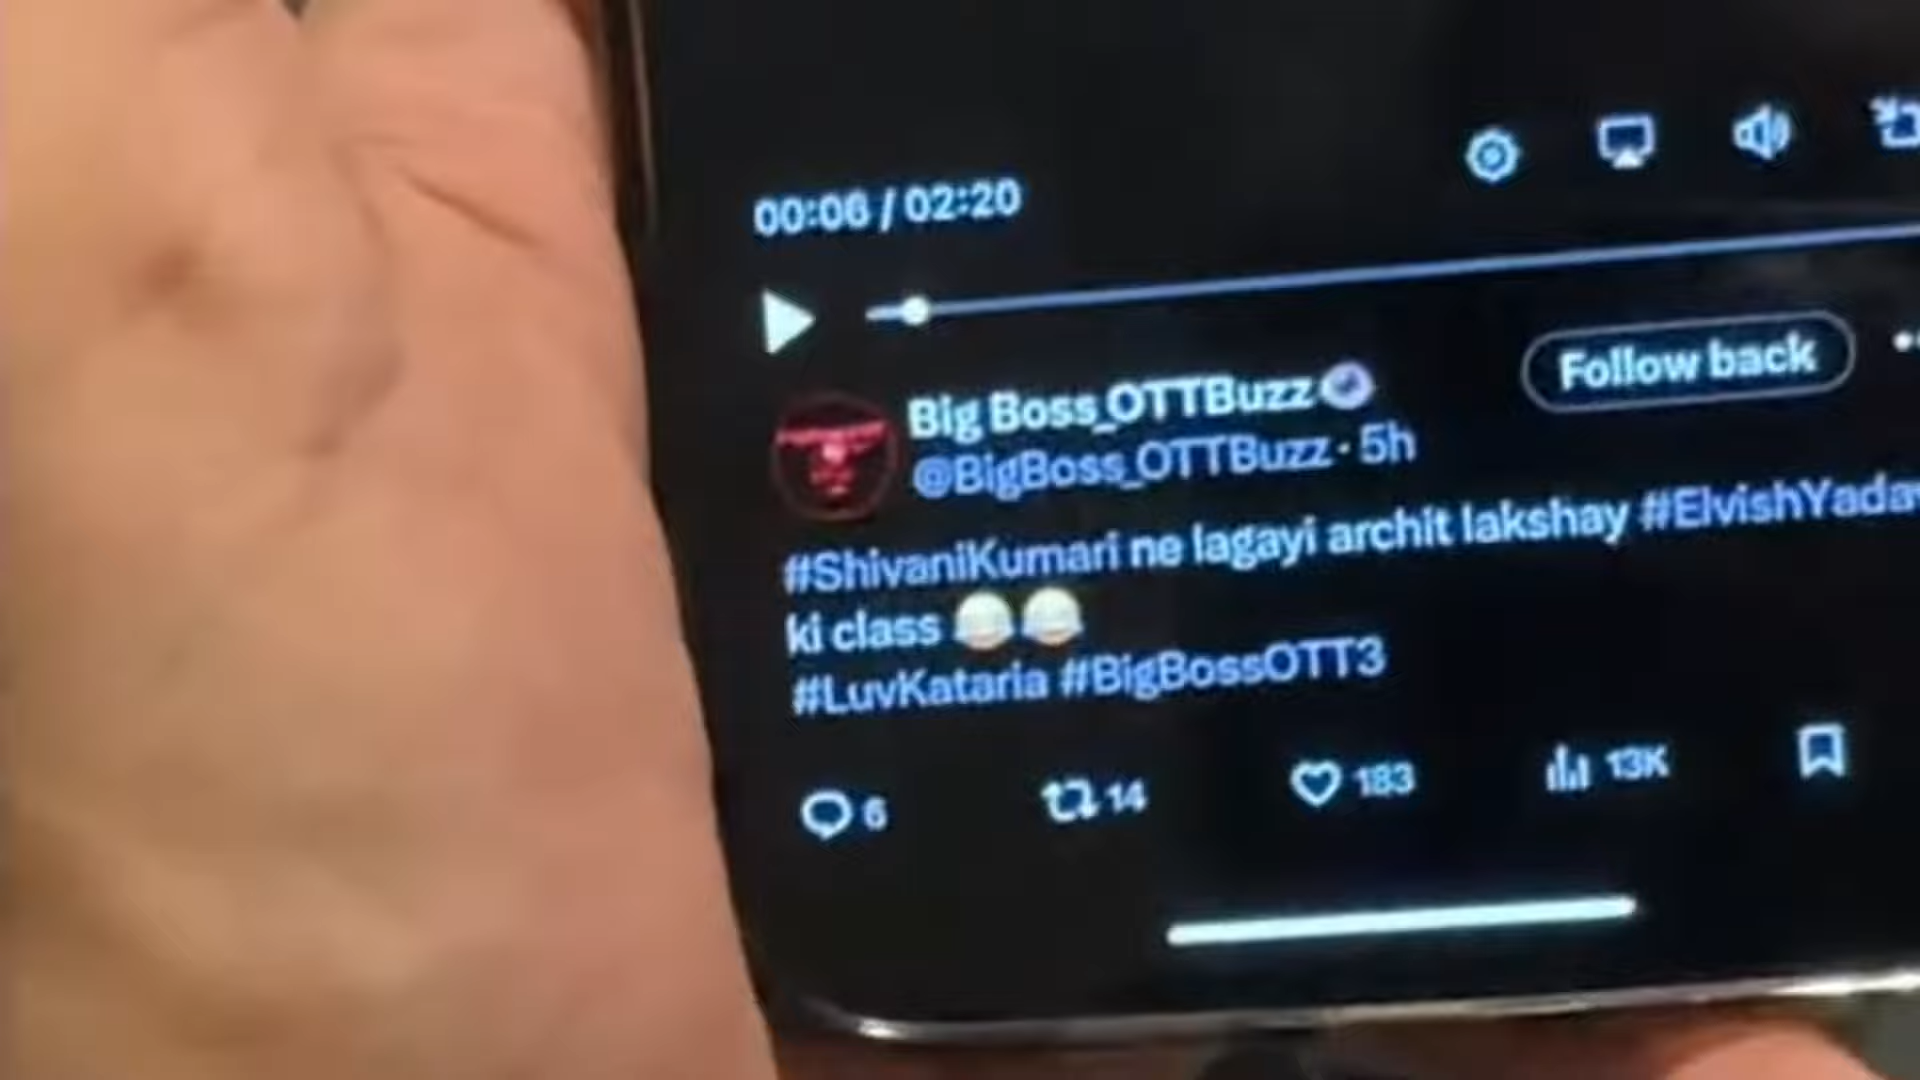 00:06 / 02:20
Follow back
Big Boss_OTTBuzz
@BigBoss_OTTBuzz · 5h
#ShivaniKumari ne lagayi archit lakshay #ElvishYadav
ki class
#LuvKataria #BigBossOTT3
6 14 183 13K